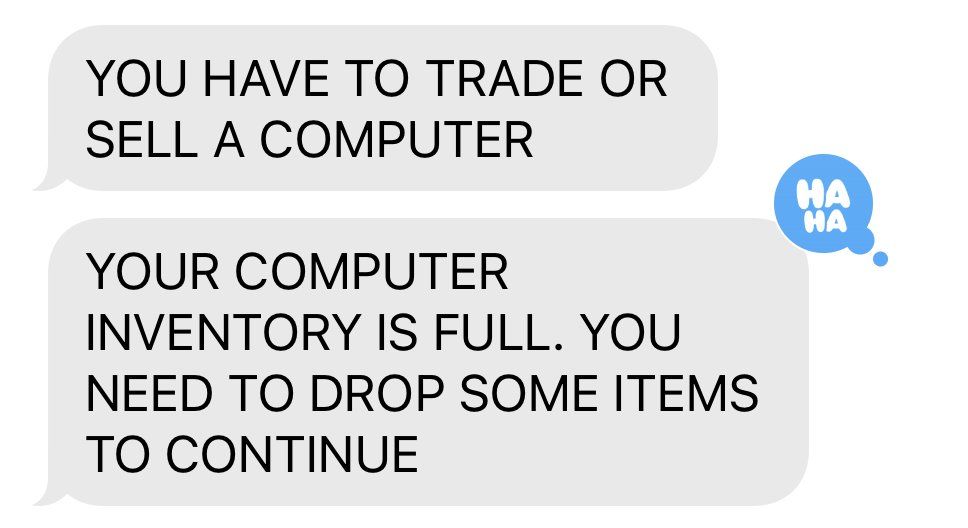 YOU HAVE TO TRADE OR
SELL A COMPUTER
HA
HA
YOUR COMPUTER
INVENTORY IS FULL. YOU
NEED TO DROP SOME ITEMS
TO CONTINUE